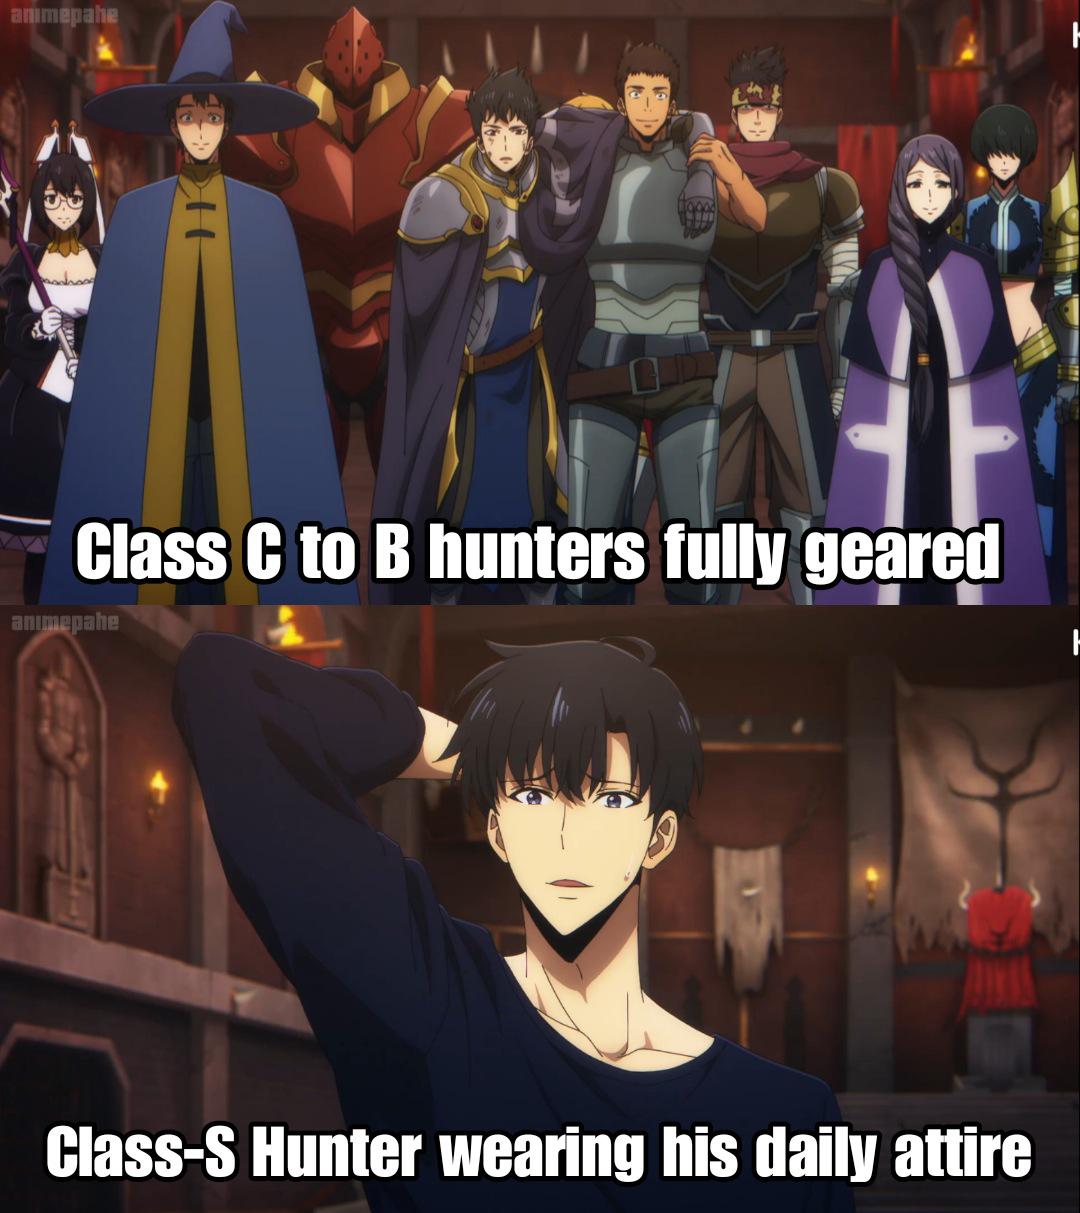 animepahe
K
Class C to B hunters fully geared
animepahe
K
Class-S Hunter wearing his daily attire